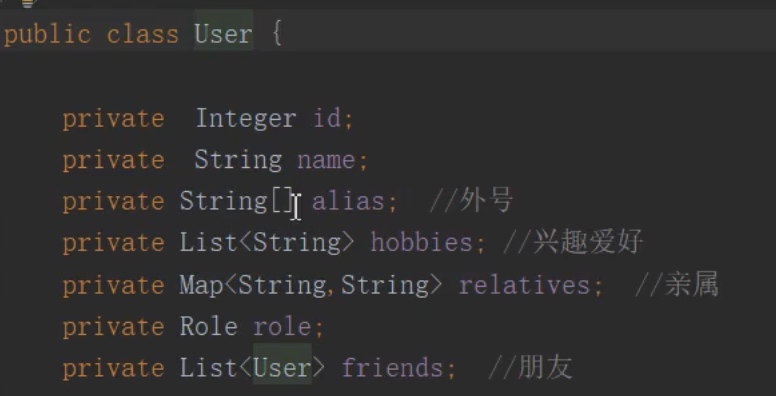 public class User {
private  Integer id;
private  String name;
private String[] alias;  //外号
private List<String> hobbies; //兴趣爱好
private Map<String,String> relatives;  //亲属
private Role role;
private List<User> friends;  //朋友